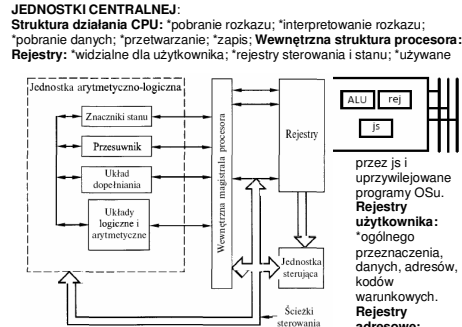 JEDNOSTKI CENTRALNEJ:
Struktura działania CPU: *pobranie rozkazu; *interpretowanie rozkazu;
*pobranie danych; *przetwarzanie; *zapis; Wewnętrzna struktura procesora:
Rejestry: *widzialne dla użytkownika; *rejestry sterowania i stanu; *używane
Jednostka arytmetyczno-logiczna
Znaczniki stanu
Przesuwnik
Układ
dopełniania
Układy
logiczne i
arytmetyczne
Wewnętrzna magistrala procesora
Rejestry
Jednostka
sterująca
Ścieżki
sterowania
ALU
rej
js
przez js i
uprzywilejowane
programy OSu.
Rejestry
użytkownika:
*ogólnego
przeznaczenia,
danych, adresów,
kodów
warunkowych.
Rejestry
adresowe: